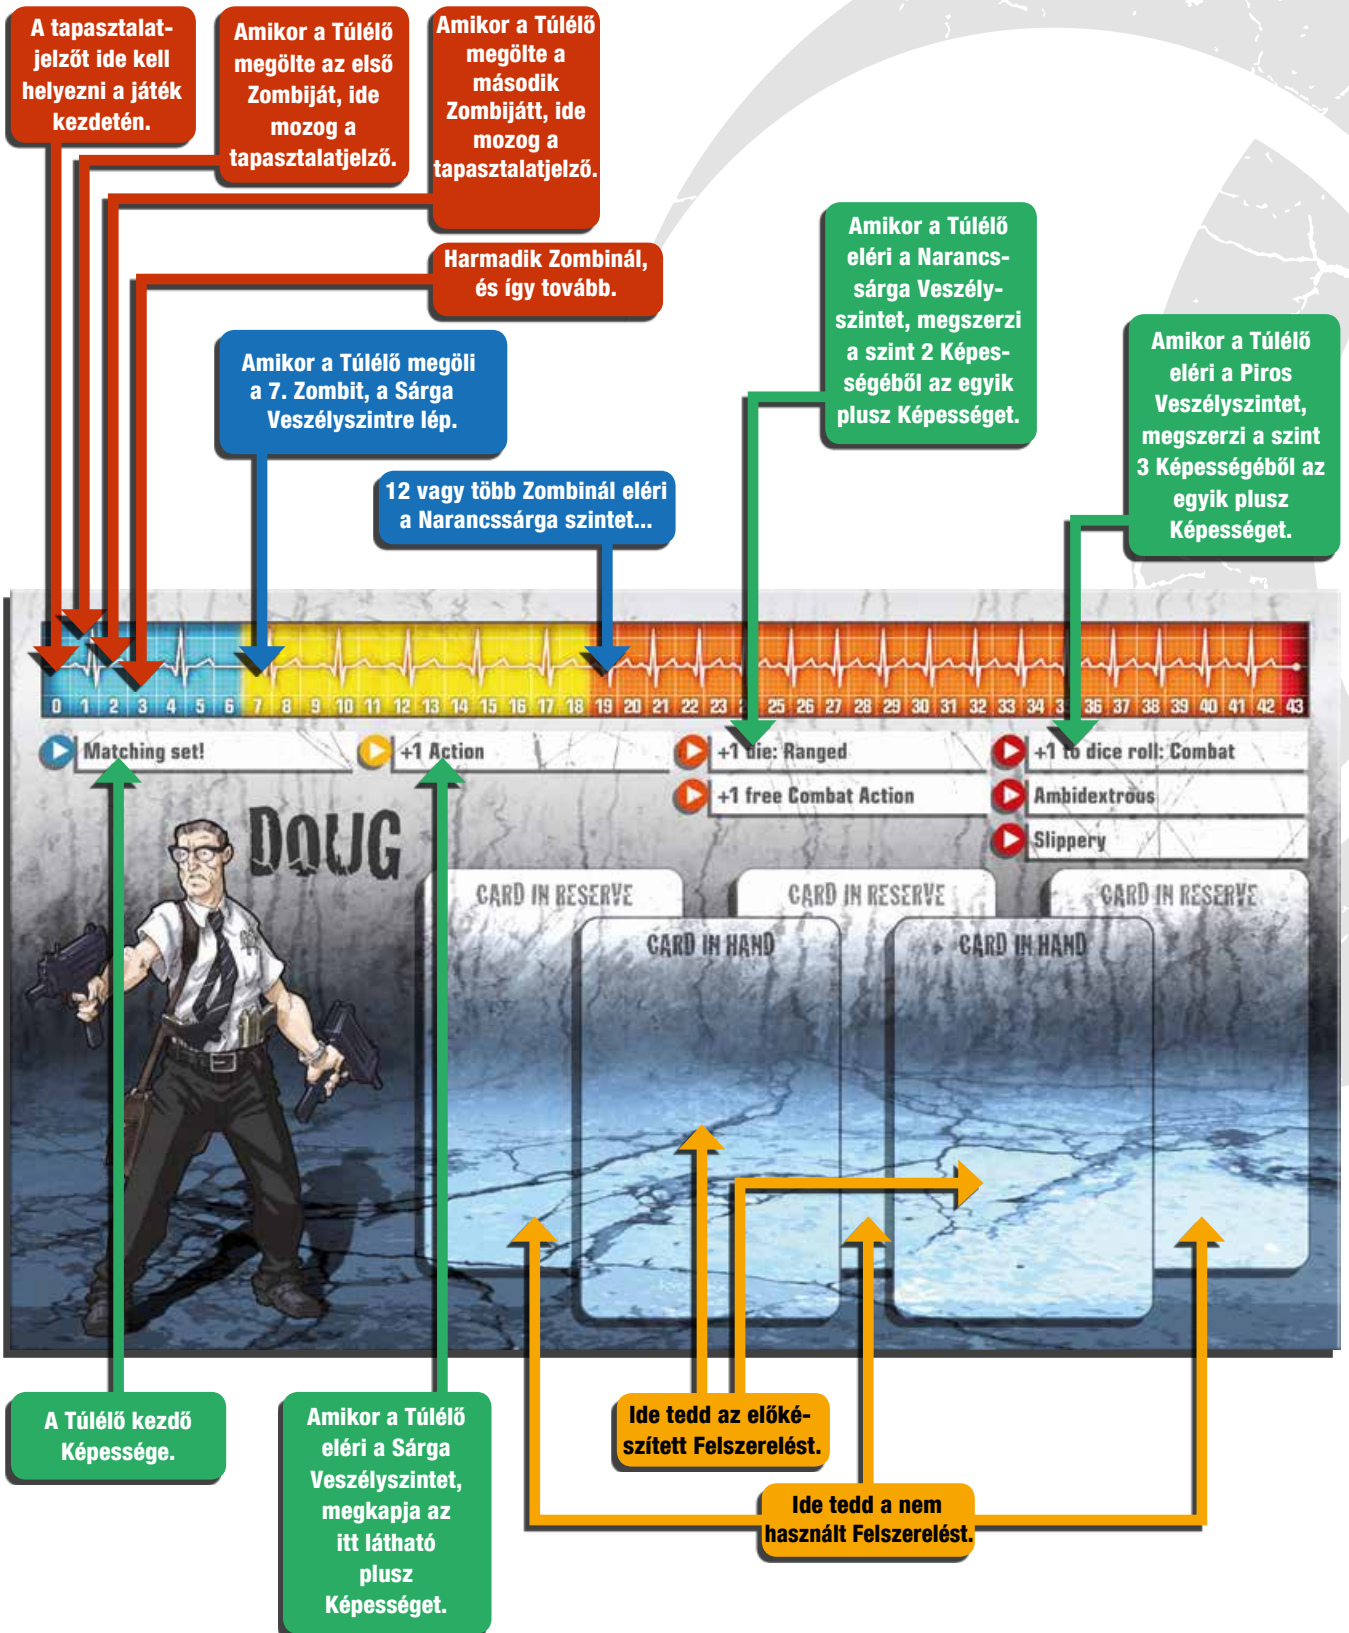 A tapasztalat-
jelzőt ide kell
helyezni a játék
kezdetén.
Amikor a Túlélő
megölte az első
Zombiját, ide
mozog a
tapasztalatjelző.
Amikor a Túlélő
megölte a
második
Zombijátt, ide
mozog a
tapasztalatjelző.
Harmadik Zombinál,
és így tovább.
Amikor a Túlélő megöli
a 7. Zombit, a Sárga
Veszélyszintre lép.
12 vagy több Zombinál eléri
a Narancssárga szintet...
Amikor a Túlélő
eléri a Narancs-
sárga Veszély-
szintet, megszerzi
a szint 2 Képes-
ségéből az egyik
plusz Képességet.
Amikor a Túlélő
eléri a Piros
Veszélyszintet,
megszerzi a szint
3 Képességéből az
egyik plusz
Képességet.
0 1 2 3 4 5 6 7 8 9 10 11 12 13 14 15 16 17 18 19 20 21 22 23 25 26 27 28 29 30 31 32 33 34 36 37 38 39 40 41 42 43
Matching set!
+1 Action
+1 die: Ranged
+1 free Combat Action
+1 to dice roll: Combat
Ambidextrous
Slippery
DOUG
CARD IN RESERVE
CARD IN RESERVE
CARD IN RESERVE
CARD IN HAND
CARD IN HAND
A Túlélő kezdő
Képessége.
Amikor a Túlélő
eléri a Sárga
Veszélyszintet,
megkapja az
itt látható
plusz
Képességet.
Ide tedd az előké-
szített Felszerelést.
Ide tedd a nem
használt Felszerelést.